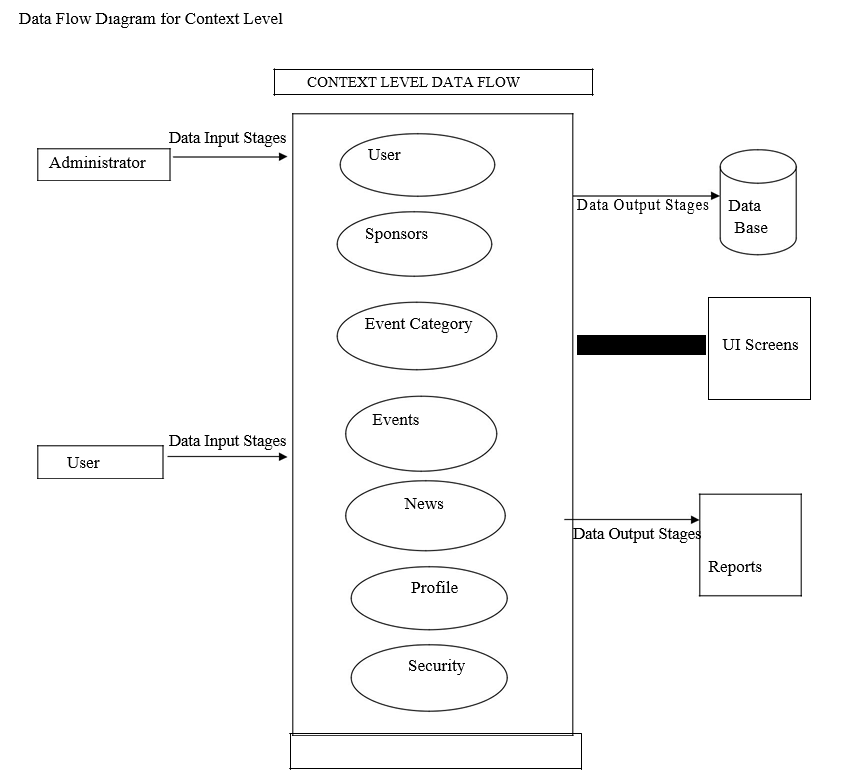 Data Flow Diagram for Context Level
CONTEXT LEVEL DATA FLOW
Data Input Stages
Administrator
User
Data Output Stages
Data
Base
Sponsors
Event Category
UI Screens
Events
Data Input Stages
User
News
Data Output Stages
Reports
Profile
Security